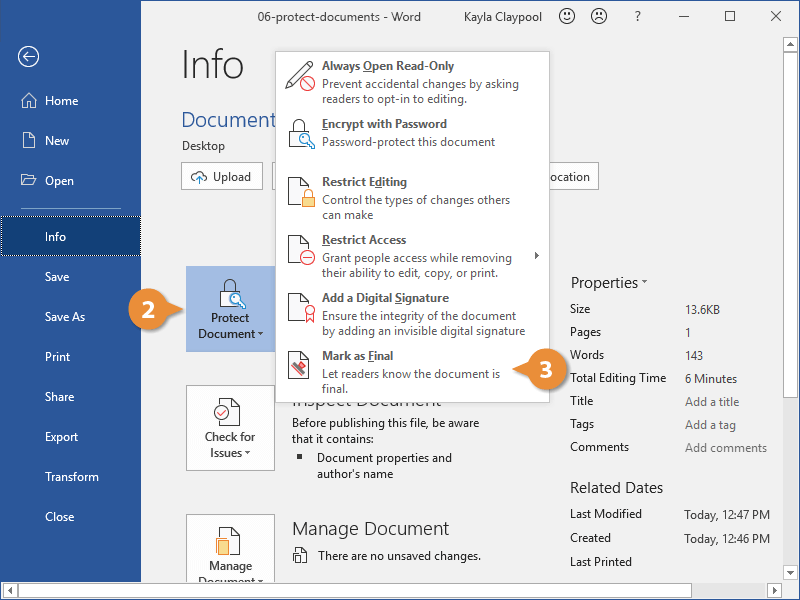 06-protect-documents - Word
Kayla Claypool
?
Info
Home
New
Open
Info
Save
Save As
Print
Share
Export
Transform
Close
Document
Desktop
Upload
ocation
2
Protect
Document
Always Open Read-Only
Prevent accidental changes by asking
readers to opt-in to editing.
Encrypt with Password
Password-protect this document
Restrict Editing
Control the types of changes others
can make
Restrict Access
Grant people access while removing
their ability to edit, copy, or print.
Add a Digital Signature
Ensure the integrity of the document
by adding an invisible digital signature
Mark as Final
Let readers know the document is
final.
3
Check for
Issues
Inspect Document
Before publishing this file, be aware
that it contains:
Document properties and
author's name
Manage
Document
Manage Document
There are no unsaved changes.
Properties
Size 13.6KB
Pages 1
Words 143
Total Editing Time 6 Minutes
Title Add a title
Tags Add a tag
Comments Add comments
Related Dates
Last Modified Today, 12:47 PM
Created Today, 12:46 PM
Last Printed